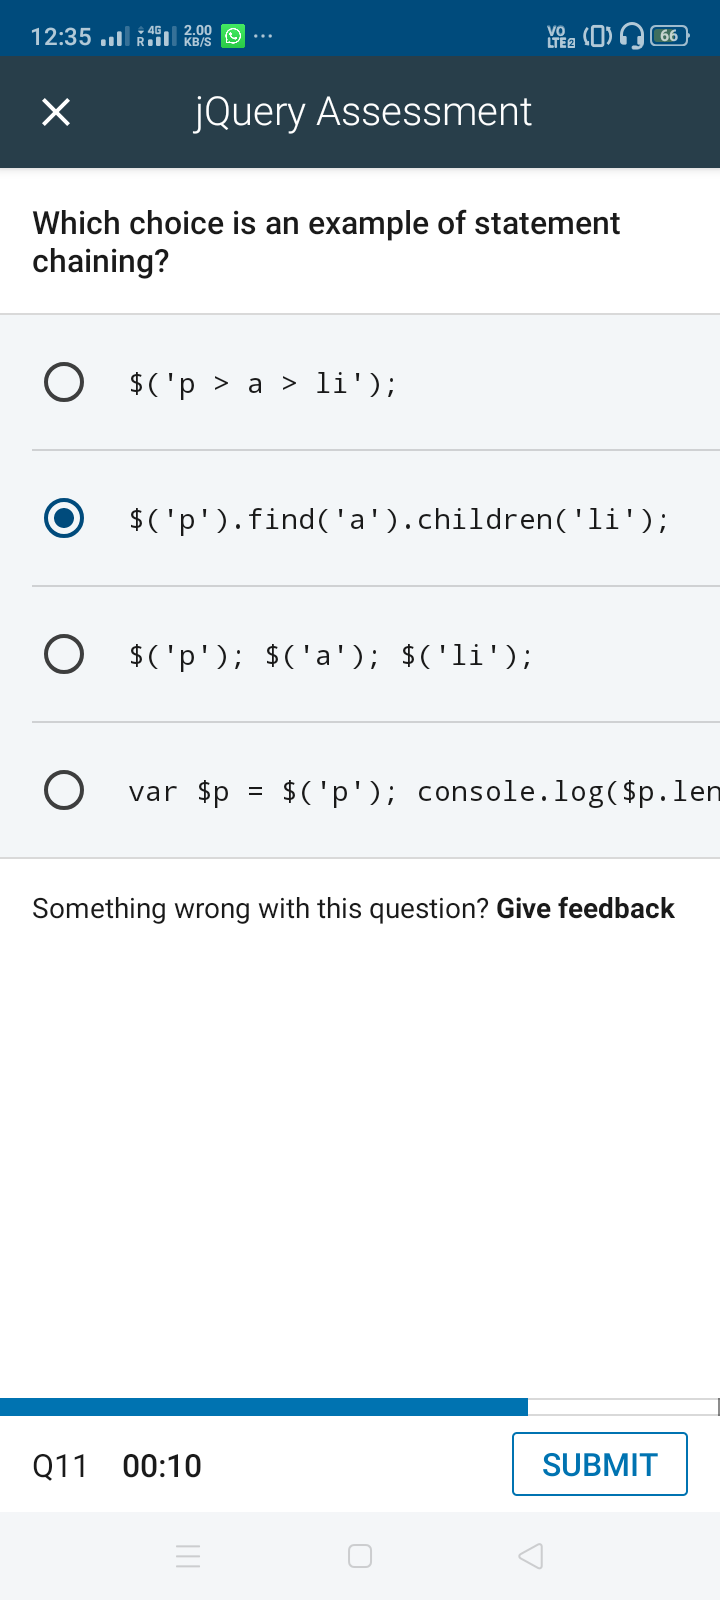 12:35 R 4G 2.00 KB/S ... VO LTE2 66
jQuery Assessment
Which choice is an example of statement
chaining?
$('p > a > li');
$('p').find('a').children('li');
$('p'); $('a'); $('li');
var $p = $('p'); console.log($p.len
Something wrong with this question? Give feedback
Q11 00:10 SUBMIT